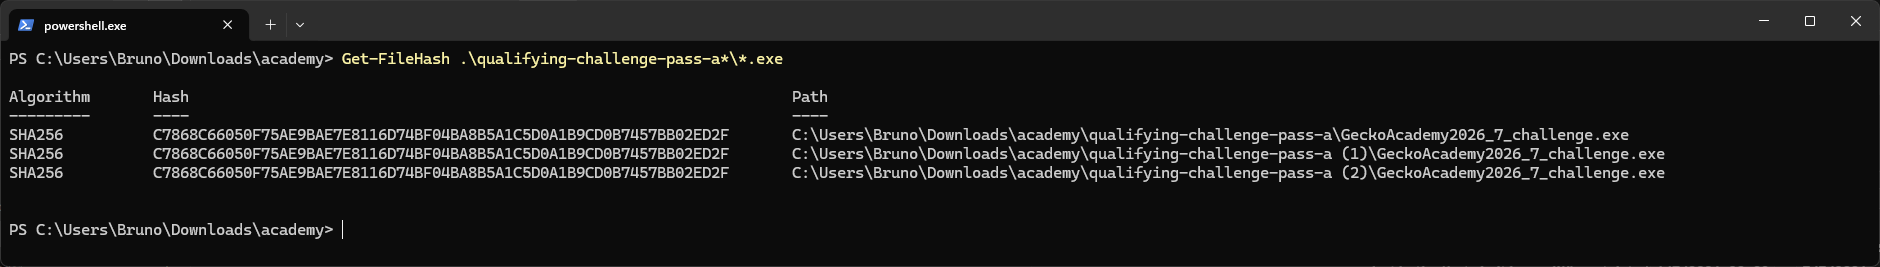 powershell.exe
PS C:\Users\Bruno\Downloads\academy> Get-FileHash .\qualifying-challenge-pass-a*\*.exe
Algorithm       Hash                                                                   Path
---------       ----                                                                   ----
SHA256          C7868C66050F75AE9BAE7E8116D74BF04BA8B5A1C5D0A1B9CD0B7457BB02ED2F       C:\Users\Bruno\Downloads\academy\qualifying-challenge-pass-a\GeckoAcademy2026_7_challenge.exe
SHA256          C7868C66050F75AE9BAE7E8116D74BF04BA8B5A1C5D0A1B9CD0B7457BB02ED2F       C:\Users\Bruno\Downloads\academy\qualifying-challenge-pass-a (1)\GeckoAcademy2026_7_challenge.exe
SHA256          C7868C66050F75AE9BAE7E8116D74BF04BA8B5A1C5D0A1B9CD0B7457BB02ED2F       C:\Users\Bruno\Downloads\academy\qualifying-challenge-pass-a (2)\GeckoAcademy2026_7_challenge.exe
PS C:\Users\Bruno\Downloads\academy>